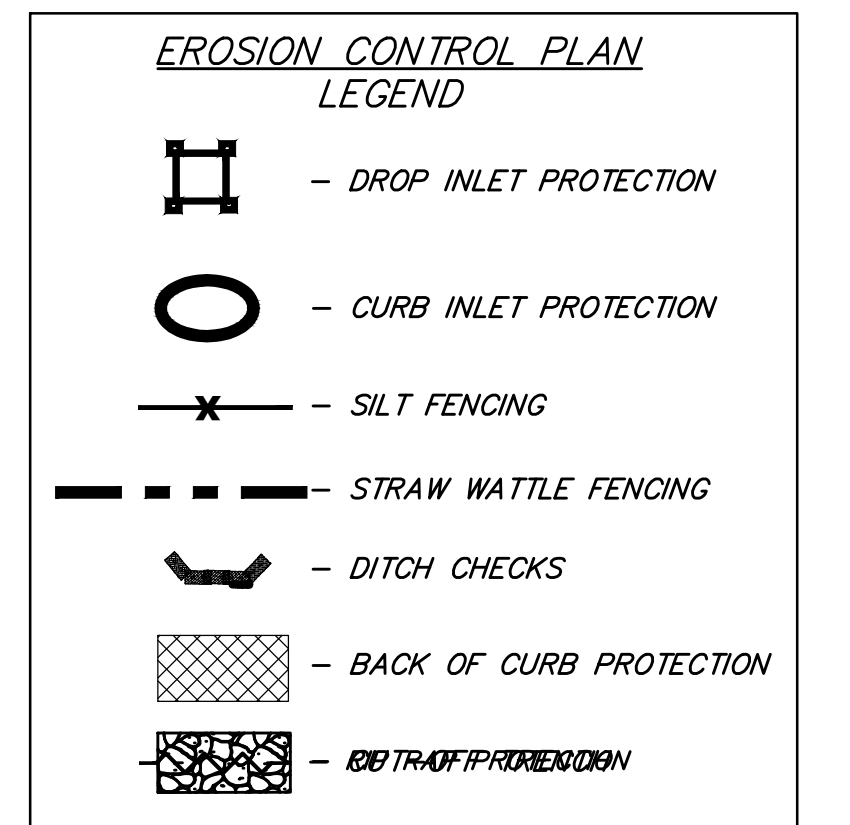 EROSION CONTROL PLAN
LEGEND
- DROP INLET PROTECTION
- CURB INLET PROTECTION
- SILT FENCING
- STRAW WATTLE FENCING
- DITCH CHECKS
- BACK OF CURB PROTECTION